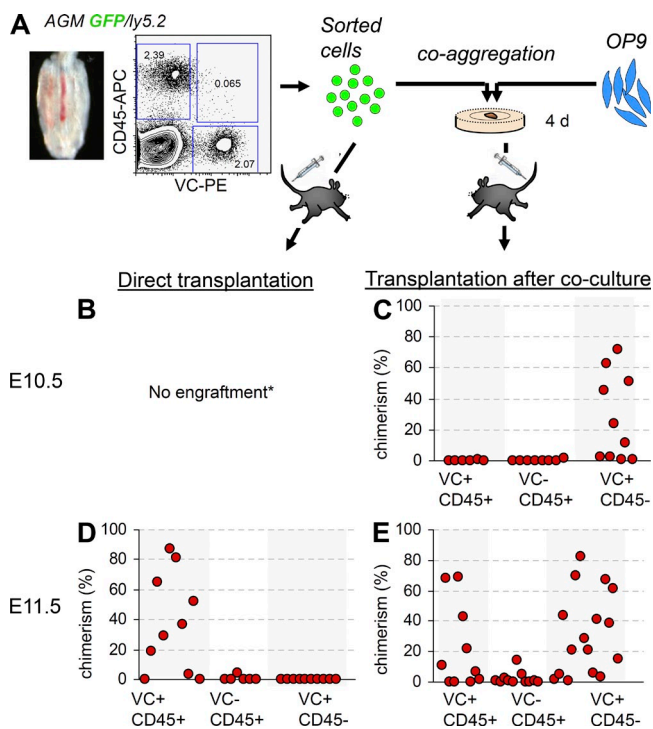 A
AGM GFP/ly5.2
CD45-APC
2.39
0.065
2.07
VC-PE
Sorted
cells
co-aggregation
OP9
4 d
Direct transplantation
Transplantation after co-culture
E10.5
B
No engraftment*
C
chimerism (%)
100
80
60
40
20
0
VC+
CD45+
VC-
CD45+
VC+
CD45-
E11.5
D
chimerism (%)
100
80
60
40
20
0
VC+
CD45+
VC-
CD45+
VC+
CD45-
E
chimerism (%)
100
80
60
40
20
0
VC+
CD45+
VC-
CD45+
VC+
CD45-